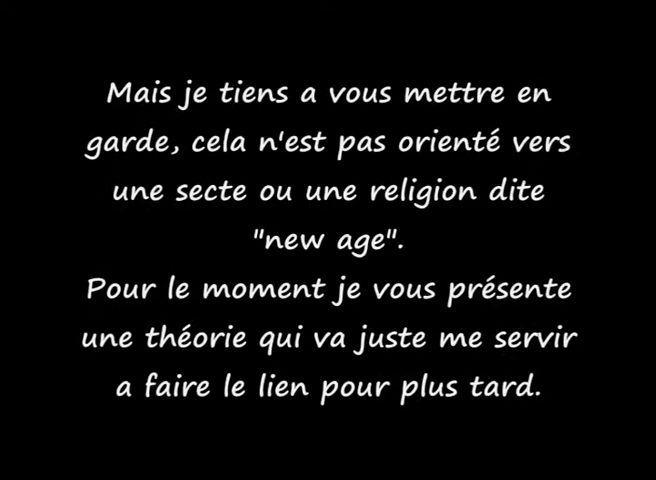 Mais je tiens a vous mettre en
garde, cela n'est pas orienté vers
une secte ou une religion dite
"new age".
Pour le moment je vous présente
une théorie qui va juste me servir
a faire le lien pour plus tard.